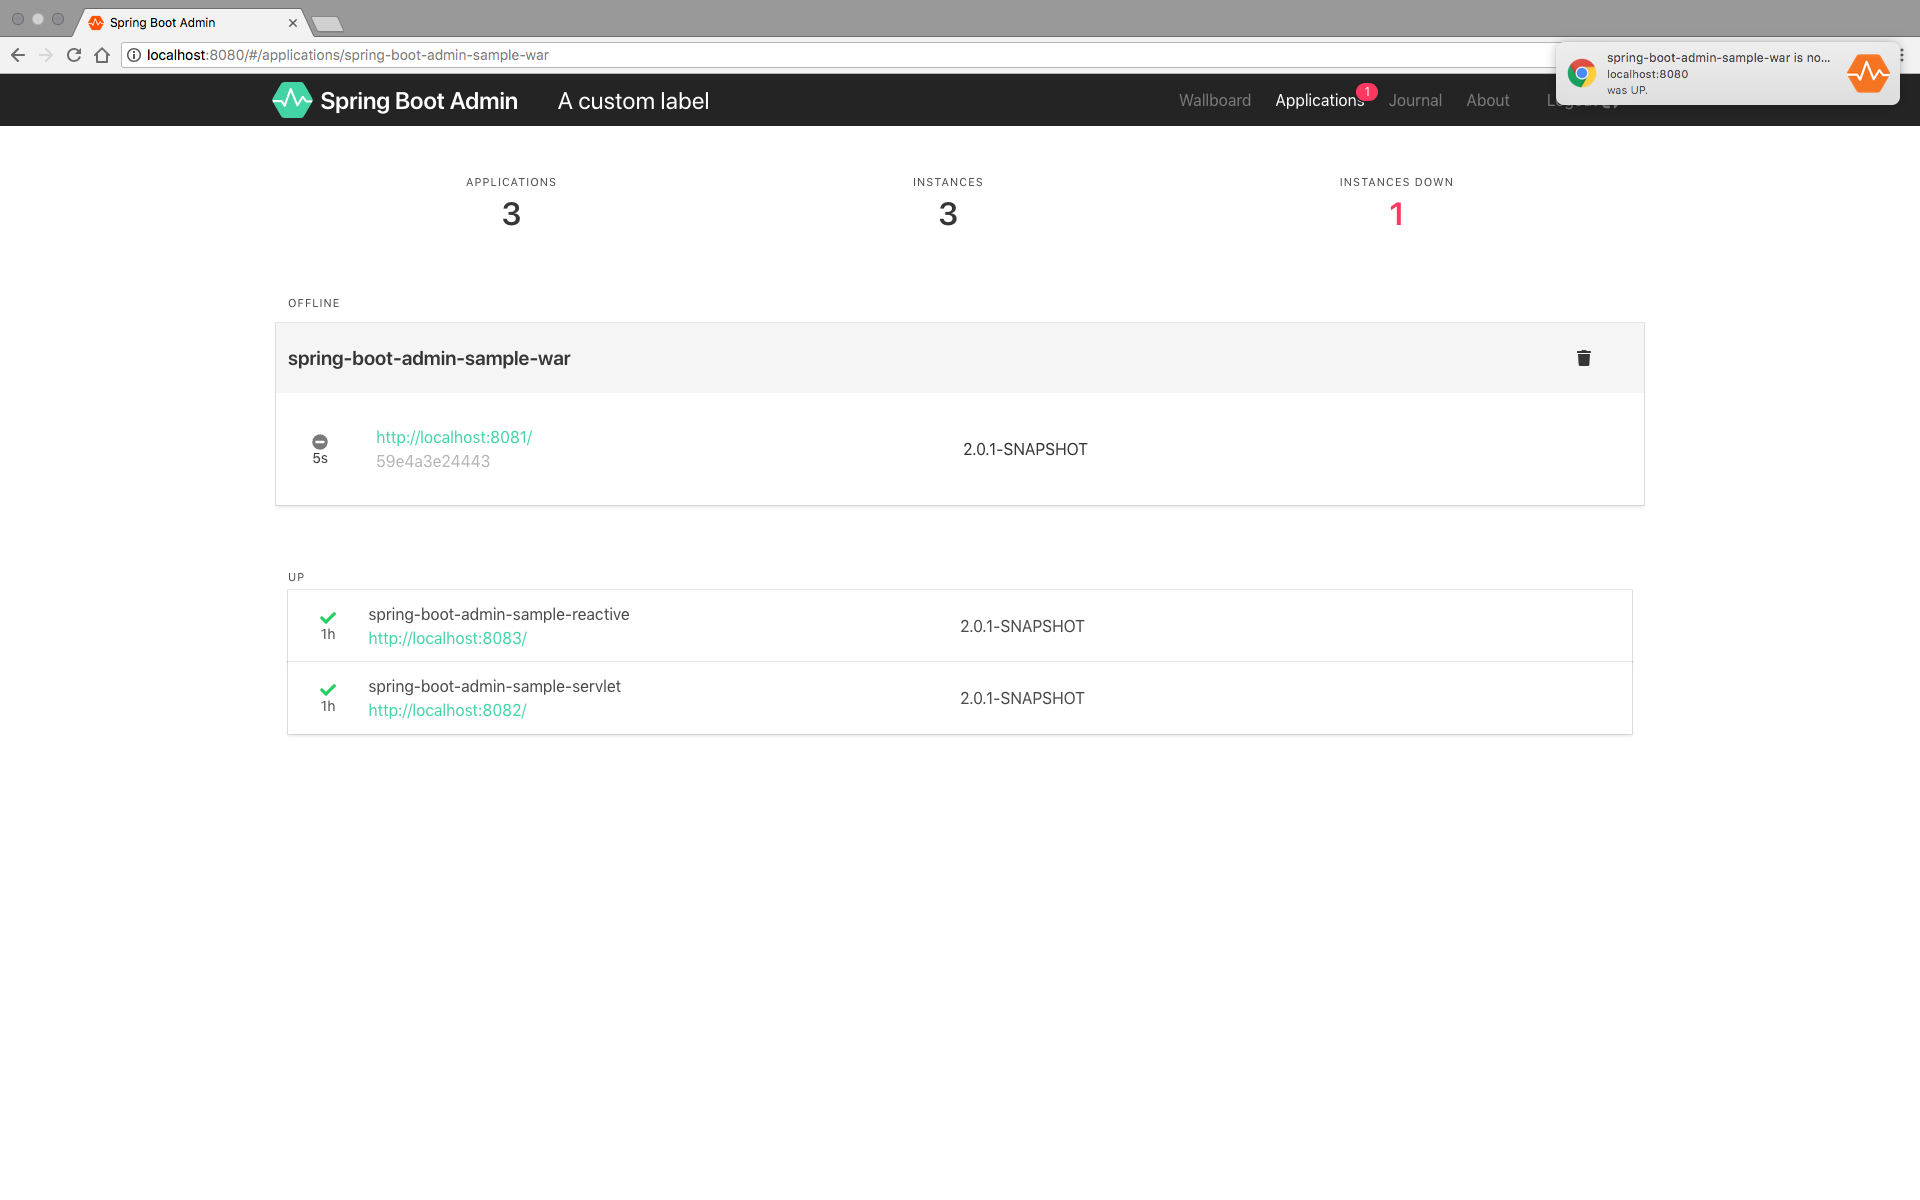 Spring Boot Admin
localhost:8080/#/applications/spring-boot-admin-sample-war
spring-boot-admin-sample-war is no...
localhost:8080
was UP.
Spring Boot Admin
A custom label
Wallboard
Applications
1
Journal
About
APPLICATIONS
3
INSTANCES
3
INSTANCES DOWN
1
OFFLINE
spring-boot-admin-sample-war
http://localhost:8081/
5s
59e4a3e24443
2.0.1-SNAPSHOT
UP
spring-boot-admin-sample-reactive
1h
http://localhost:8083/
2.0.1-SNAPSHOT
spring-boot-admin-sample-servlet
1h
http://localhost:8082/
2.0.1-SNAPSHOT